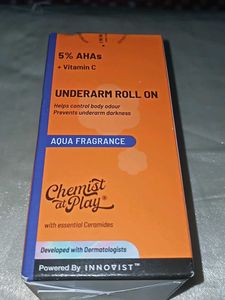 5% AHAs
+ Vitamin C
UNDERARM ROLL ON
Helps control body odour
Prevents underarm darkness
AQUA FRAGRANCE
Chemist
at Play®
with essential Ceramides
Developed with Dermatologists
Powered By INNOVIST™